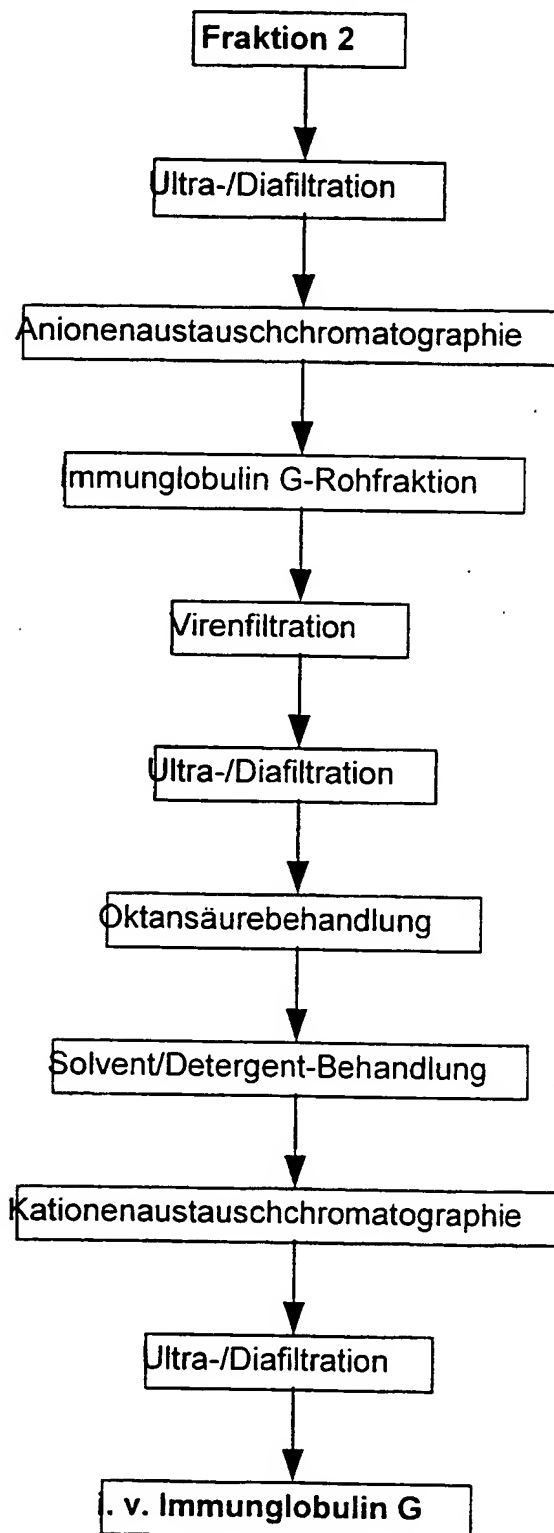 Fraktion 2
Ultra-/Diafiltration
Anionenaustauschchromatographie
Immunglobulin G-Rohfraktion
Virenfiltration
Ultra-/Diafiltration
Oktansäurebehandlung
Solvent/Detergent-Behandlung
Kationenaustauschchromatographie
Ultra-/Diafiltration
i. v. Immunglobulin G